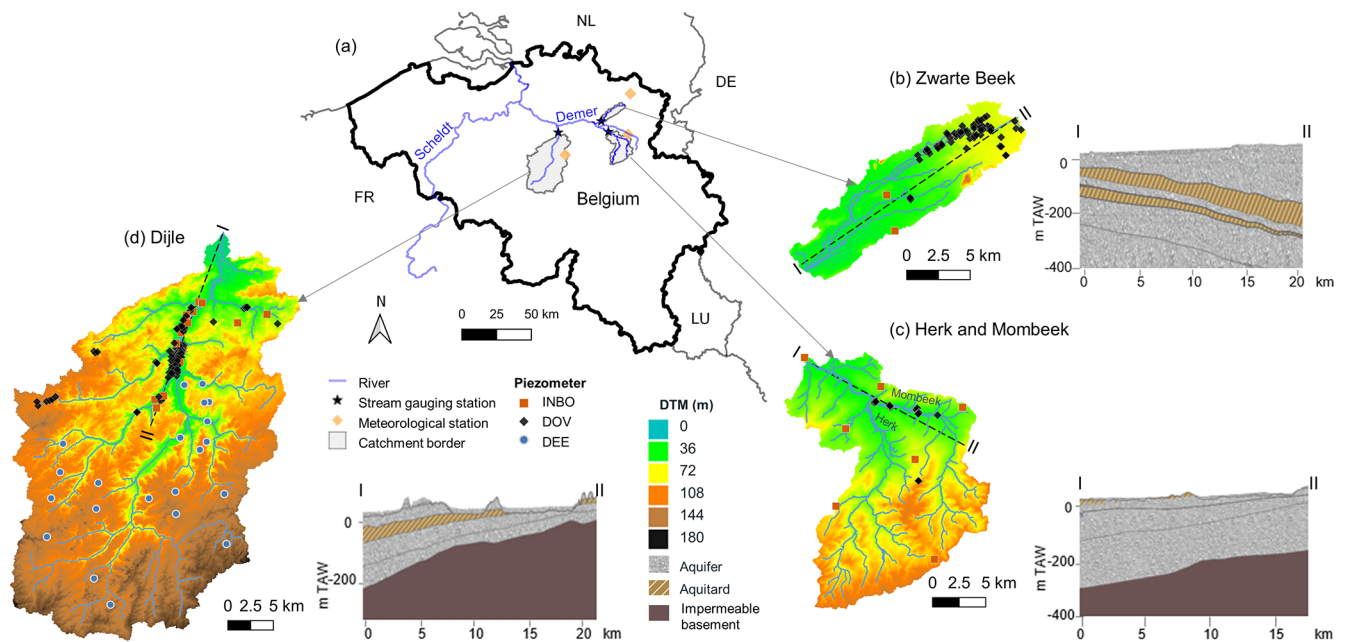 (a)
NL
DE
FR
LU
Scheldt
Demer
Belgium
N
0 25 50 km
(b) Zwarte Beek
I
II
0 2.5 5 km
I
II
m TAW
0
-200
-400
0 5 10 15 20 km
(c) Herk and Mombeek
I
II
Mombeek
Herk
0 2.5 5 km
I
II
m TAW
0
-200
-400
0 5 10 15 km
(d) Dijle
I
II
0 2.5 5 km
I
II
m TAW
0
-200
0 5 10 15 20 km
River
Stream gauging station
Meteorological station
Catchment border
Piezometer
INBO
DOV
DEE
DTM (m)
0
36
72
108
144
180
Aquifer
Aquitard
Impermeable
basement